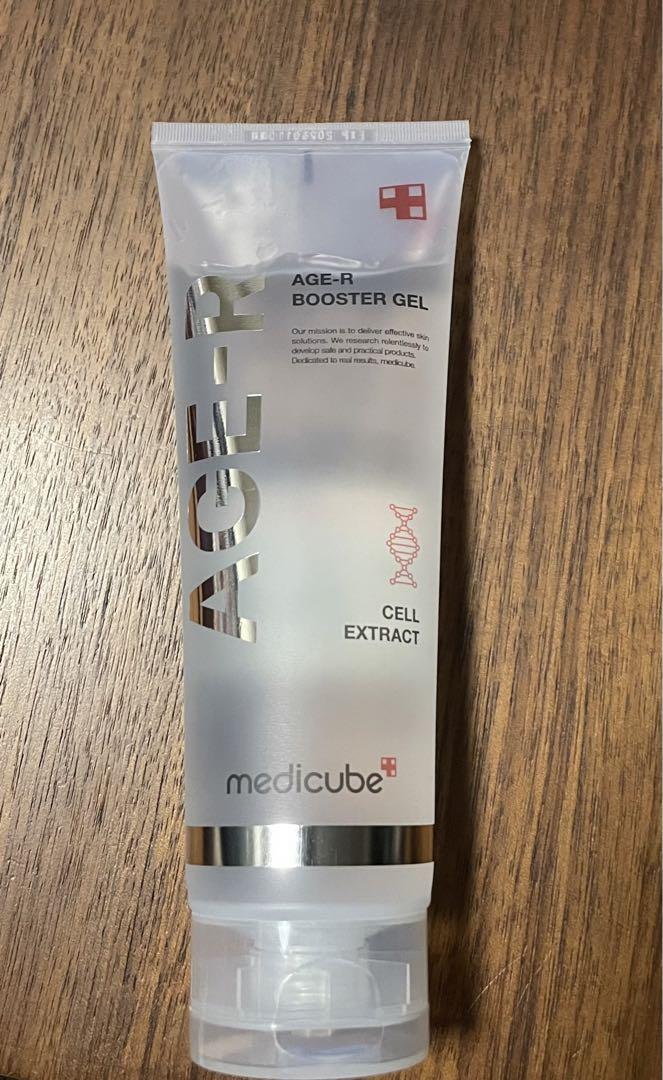 AGE-R
BOOSTER GEL
Our mission is to deliver effective skin
solutions. We research relentlessly to
develop safe and practical products.
Dedicated to real results, medicube.
AGE-R
CELL
EXTRACT
medicube